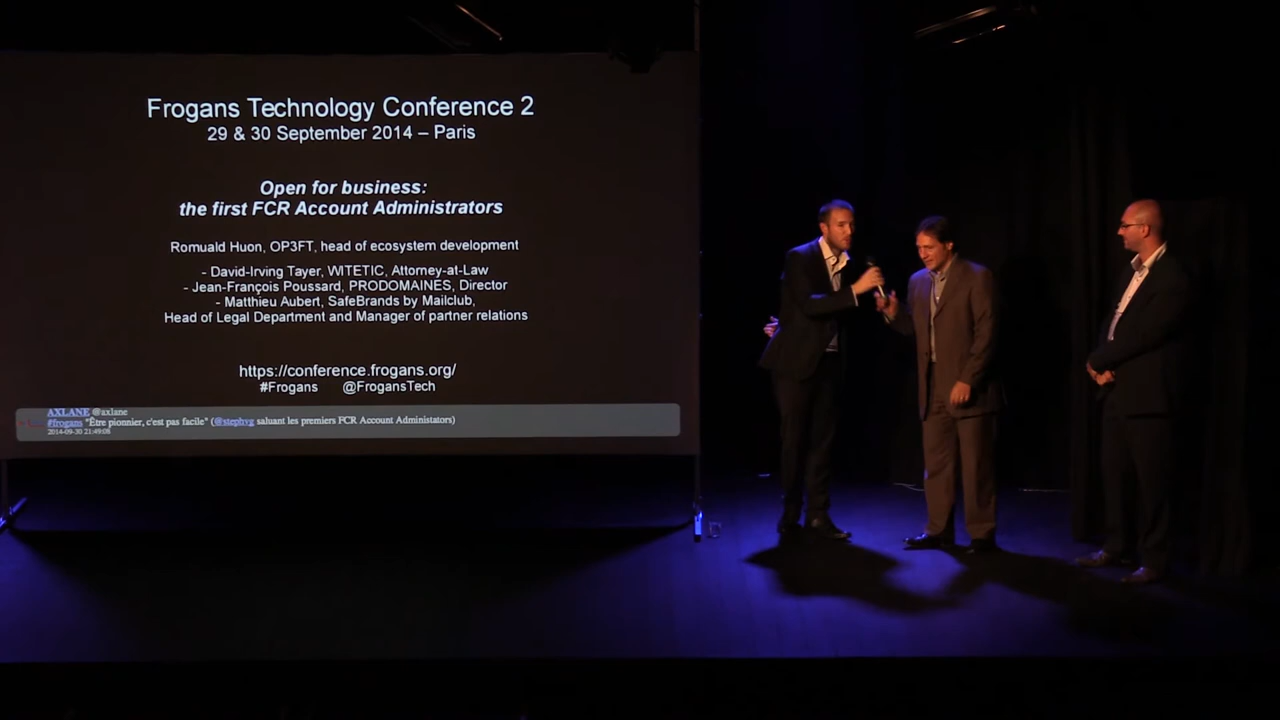 Frogans Technology Conference 2
29 & 30 September 2014 – Paris
Open for business:
the first FCR Account Administrators
Romuald Huon, OP3FT, head of ecosystem development
- David-Irving Tayer, WITETIC, Attorney-at-Law
- Jean-François Poussard, PRODOMAINES, Director
- Matthieu Aubert, SafeBrands by Mailclub,
Head of Legal Department and Manager of partner relations
https://conference.frogans.org/
#Frogans @FrogansTech
AXLANE @axlane
#frogans "Être pionnier, c'est pas facile" (@stephvg saluant les premiers FCR Account Administators)
2014-09-30 21:49:08